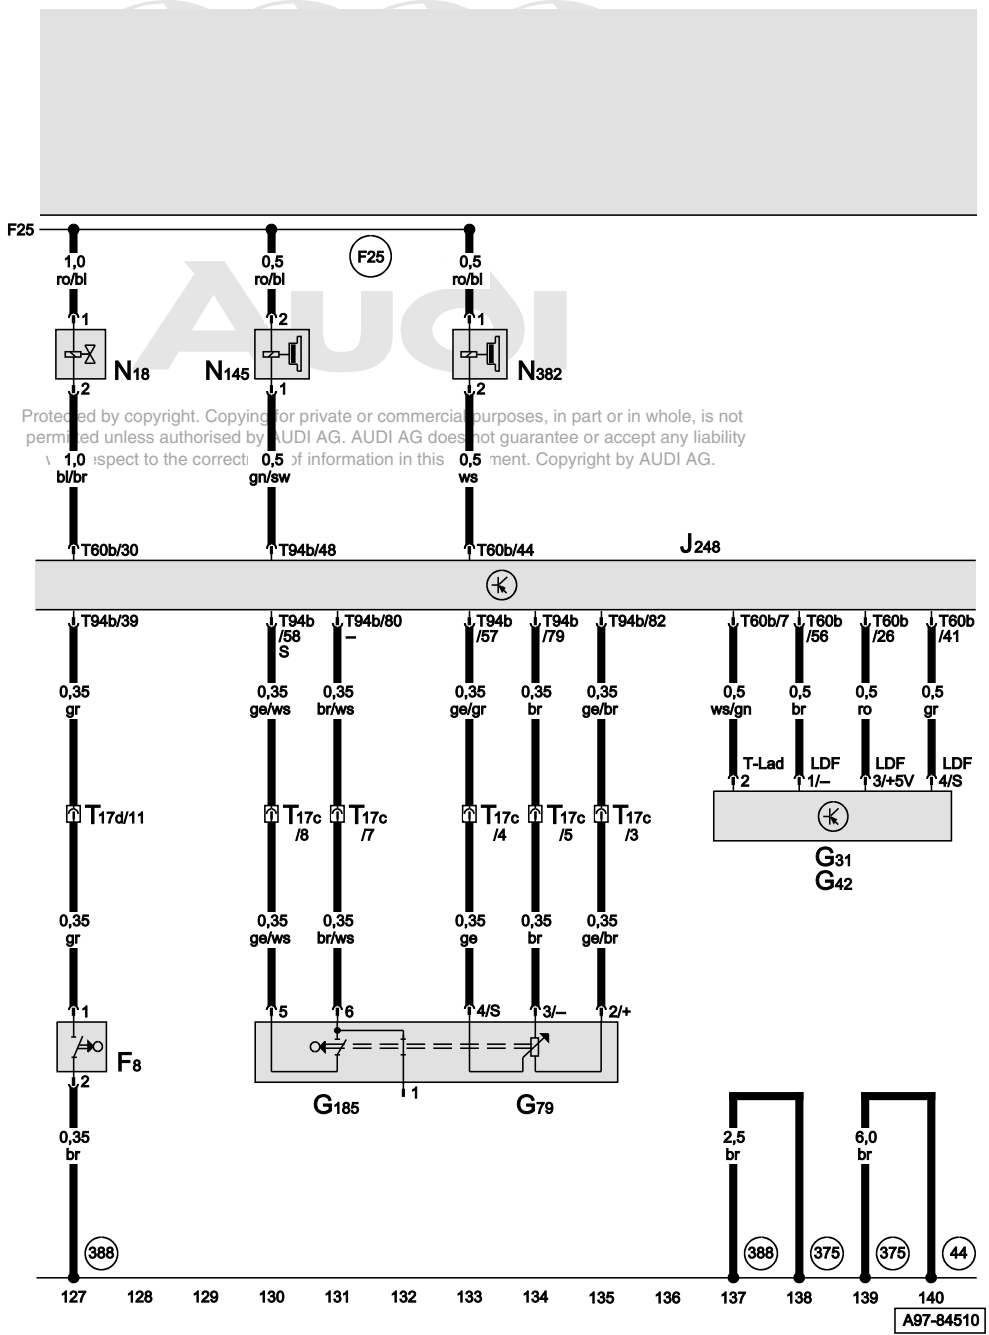 F25
F25
1,0 0,5 0,5
ro/bl ro/bl ro/bl
AUDI
1 2 1
N18 N145 N382
2 1 2
Protected by copyright. Copying for private or commercial purposes, in part or in whole, is not
permitted unless authorised by AUDI AG. AUDI AG does not guarantee or accept any liability
spect to the correct of information in this ment. Copyright by AUDI AG.
1,0 0,5 0,5
bl/br gn/sw ws
T60b/30 T94b/48 T60b/44
J248
T94b/39 T94b T94b/80 T94b T94b T94b/82 T60b/7 T60b T60b T60b
/58 – /57 /79 /56 /26 /41
S
0,35 0,35 0,35 0,35 0,35 0,35 0,5 0,5 0,5 0,5
gr ge/ws br/ws ge/gr br ge/br ws/gn br ro gr
T-Lad LDF LDF LDF
2 1/– 3/+5V 4/S
T17d/11 T17c T17c T17c T17c T17c
/8 /7 /4 /5 /3
G31
G42
0,35 0,35 0,35 0,35 0,35 0,35
gr ge/ws br/ws ge br ge/br
1 5 6 4/S 3/– 2/+
F8
2
1
G185 G79
0,35 2,5 6,0
br br br
388 388 375 375 44
127 128 129 130 131 132 133 134 135 136 137 138 139 140
A97-84510